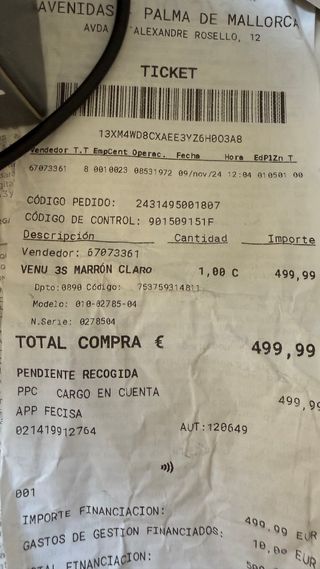 AVENIDAS PALMA DE MALLORCA
AVDA ALEXANDRE ROSELLO, 12
TICKET
13XM4WD8CXAEE3YZ6H0O3A8
Vendedor T.T EmpCent Operac. Fecha Hora EdPlZn T.
67073361 8 0010023 08531972 09/nov/24 12:04 010501 00
CÓDIGO PEDIDO: 2431495001807
CÓDIGO DE CONTROL: 901509151F
Descripción Cantidad Importe
Vendedor: 67073361
VENU 3S MARRÓN CLARO 1,00 C 499,99
Dpto:0890 Código: 753759314811
Modelo: 010-02785-04
N.Serie: 0278504
TOTAL COMPRA € 499,99
PENDIENTE RECOGIDA
PPC CARGO EN CUENTA 499,99
APP FECISA
021419912764 AUT:120649
001
IMPORTE FINANCIACION: 499,99 EUR
GASTOS DE GESTION FINANCIADOS: 10,00 EUR
FINANCIACION: